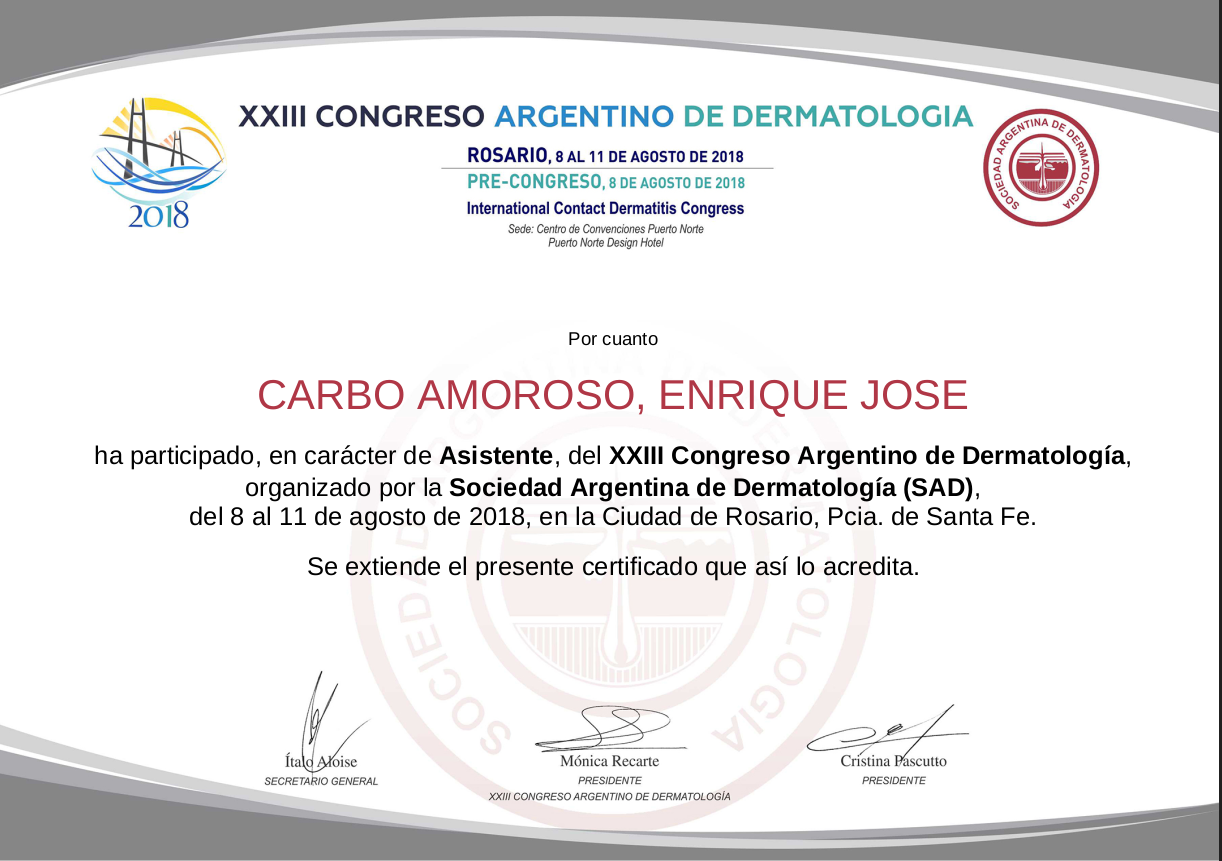 XXIII CONGRESO ARGENTINO DE DERMATOLOGIA
ROSARIO, 8 AL 11 DE AGOSTO DE 2018
PRE-CONGRESO, 8 DE AGOSTO DE 2018
International Contact Dermatitis Congress
Sede: Centro de Convenciones Puerto Norte
Puerto Norte Design Hotel
2018
SOCIEDAD ARGENTINA DE DERMATOLOGIA
Por cuanto
CARBO AMOROSO, ENRIQUE JOSE
ha participado, en carácter de Asistente, del XXIII Congreso Argentino de Dermatología,
organizado por la Sociedad Argentina de Dermatología (SAD),
del 8 al 11 de agosto de 2018, en la Ciudad de Rosario, Pcia. de Santa Fe.
Se extiende el presente certificado que así lo acredita.
SOCIEDAD ARGENTINA DE DERMATOLOGIA
Ítalo Aloise
SECRETARIO GENERAL
Mónica Recarte
PRESIDENTE
XXIII CONGRESO ARGENTINO DE DERMATOLOGÍA
Cristina Pascutto
PRESIDENTE